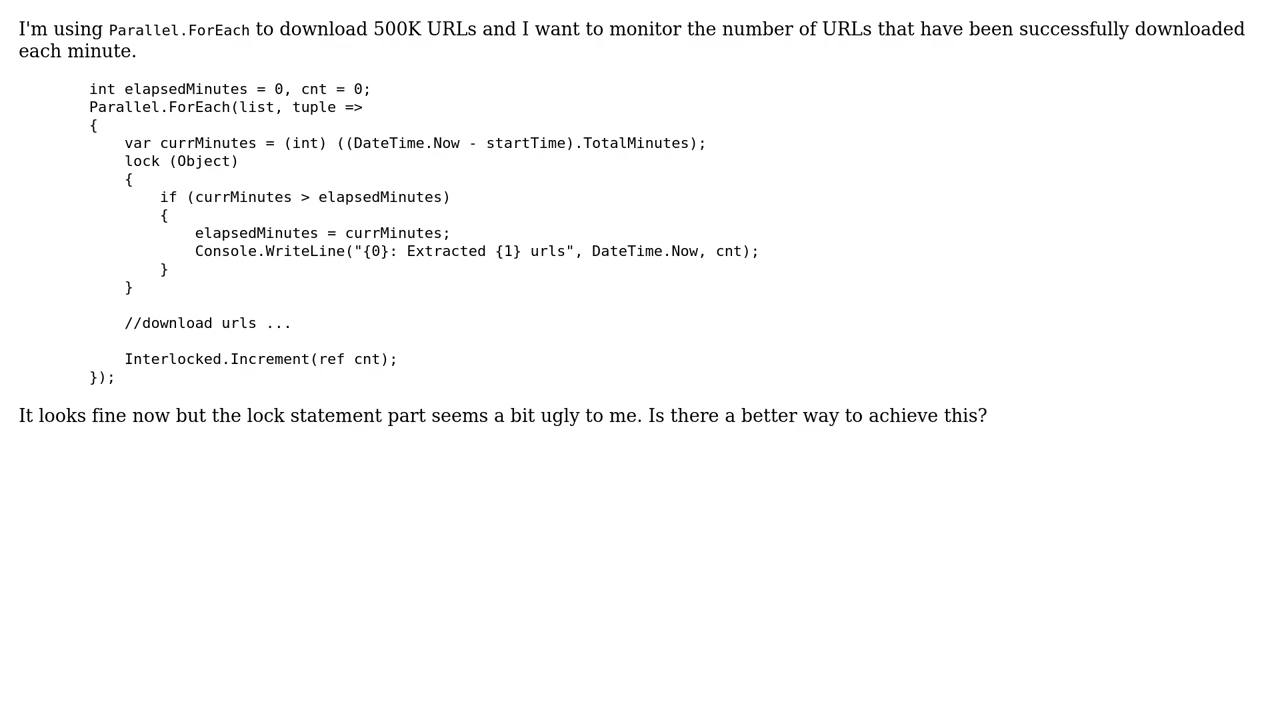 I'm using Parallel.ForEach to download 500K URLs and I want to monitor the number of URLs that have been successfully downloaded
each minute.
int elapsedMinutes = 0, cnt = 0;
Parallel.ForEach(list, tuple =>
{
    var currMinutes = (int) ((DateTime.Now - startTime).TotalMinutes);
    lock (Object)
    {
        if (currMinutes > elapsedMinutes)
        {
            elapsedMinutes = currMinutes;
            Console.WriteLine("{0}: Extracted {1} urls", DateTime.Now, cnt);
        }
    }
    //download urls ...
    Interlocked.Increment(ref cnt);
});
It looks fine now but the lock statement part seems a bit ugly to me. Is there a better way to achieve this?